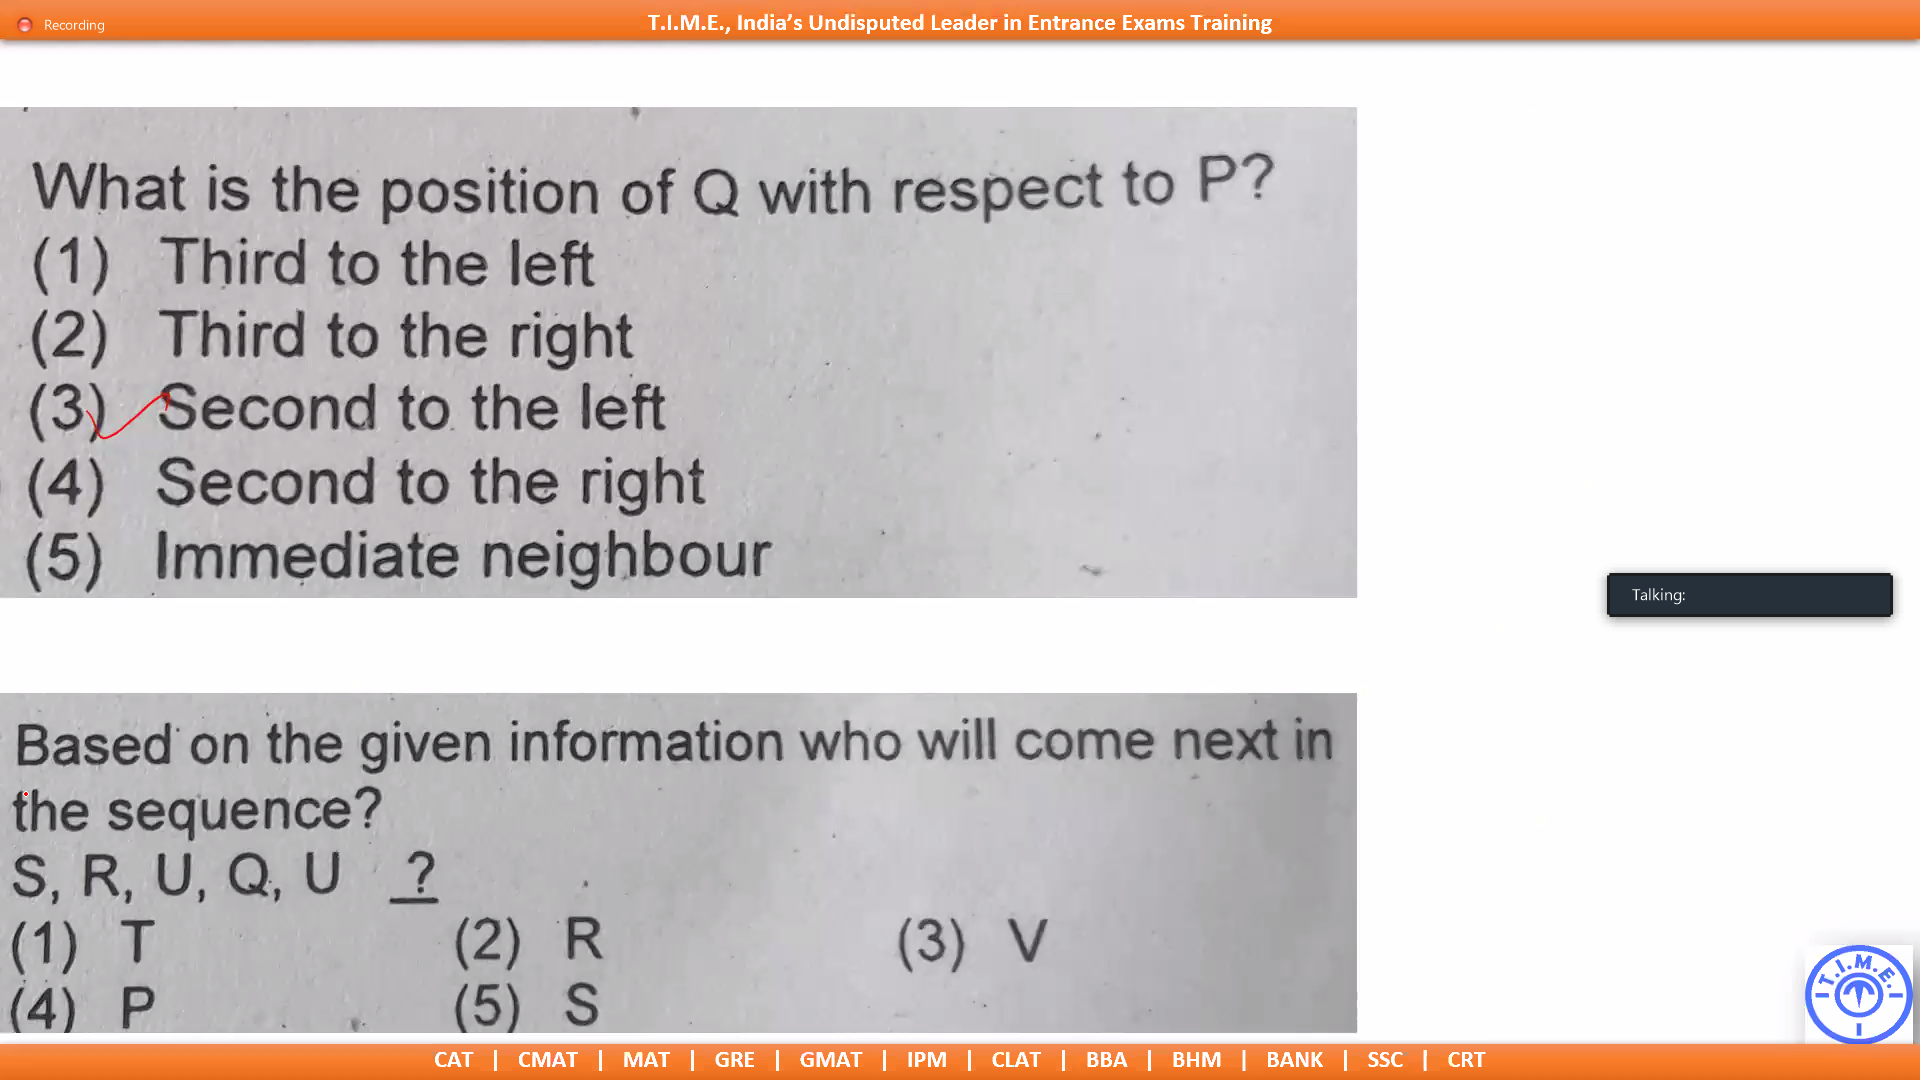 Recording
T.I.M.E., India’s Undisputed Leader in Entrance Exams Training
What is the position of Q with respect to P?
(1) Third to the left
(2) Third to the right
(3) Second to the left
(4) Second to the right
(5) Immediate neighbour
Talking:
Based on the given information who will come next in
the sequence?
S, R, U, Q, U ?
(1) T (2) R (3) V
(4) P (5) S
T.I.M.E.
CAT | CMAT | MAT | GRE | GMAT | IPM | CLAT | BBA | BHM | BANK | SSC | CRT